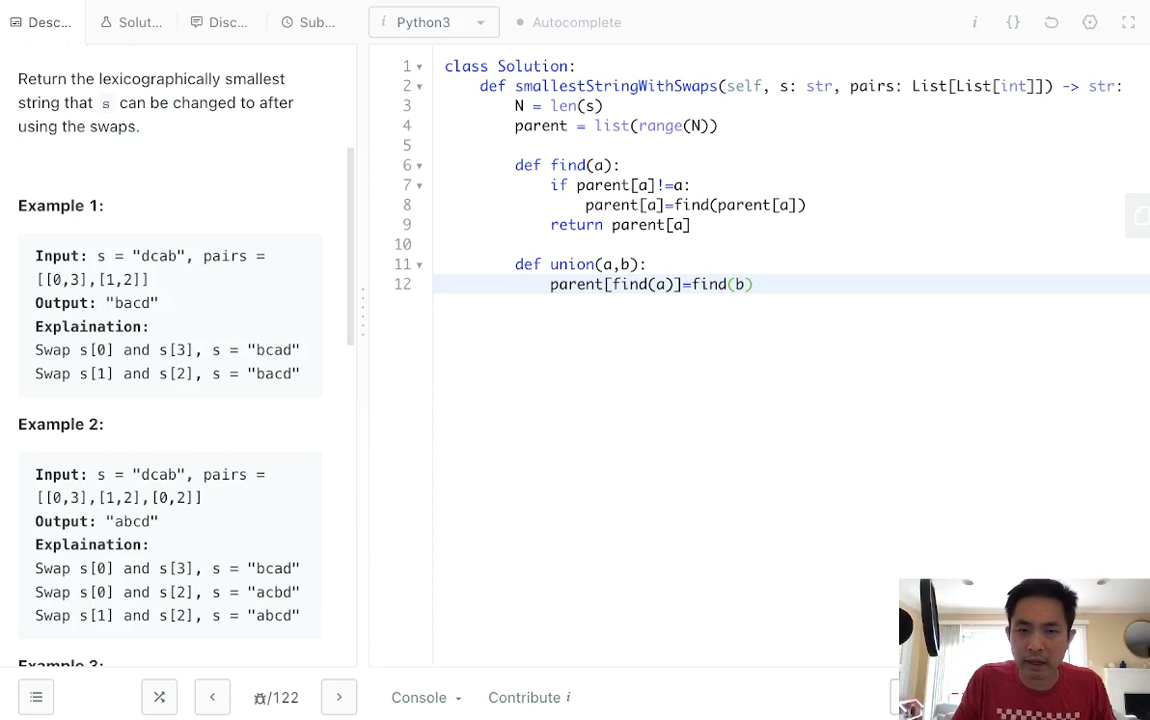 Desc...
Solut...
Disc...
Sub...
i Python3
Autocomplete
i {}
Return the lexicographically smallest
string that s can be changed to after
using the swaps.
Example 1:
Input: s = "dcab", pairs =
[[0,3],[1,2]]
Output: "bacd"
Explaination:
Swap s[0] and s[3], s = "bcad"
Swap s[1] and s[2], s = "bacd"
Example 2:
Input: s = "dcab", pairs =
[[0,3],[1,2],[0,2]]
Output: "abcd"
Explaination:
Swap s[0] and s[3], s = "bcad"
Swap s[0] and s[2], s = "acbd"
Swap s[1] and s[2], s = "abcd"
Example 3:
1 class Solution:
2 def smallestStringWithSwaps(self, s: str, pairs: List[List[int]]) -> str:
3 N = len(s)
4 parent = list(range(N))
5
6 def find(a):
7 if parent[a]!=a:
8 parent[a]=find(parent[a])
9 return parent[a]
10
11 def union(a,b):
12 parent[find(a)]=find(b)
/122
Console
Contribute i